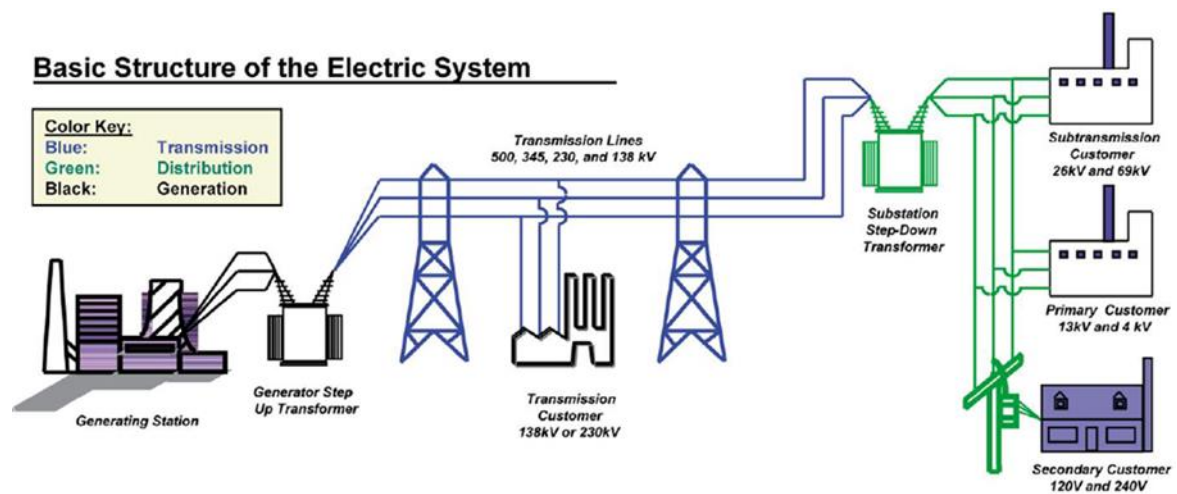 Basic Structure of the Electric System
Color Key:
Blue: Transmission
Green: Distribution
Black: Generation
Transmission Lines
500, 345, 230, and 138 kV
Subtransmission
Customer
26kV and 69kV
Substation
Step-Down
Transformer
Primary Customer
13kV and 4 kV
Generating Station
Generator Step
Up Transformer
Transmission
Customer
138kV or 230kV
Secondary Customer
120V and 240V